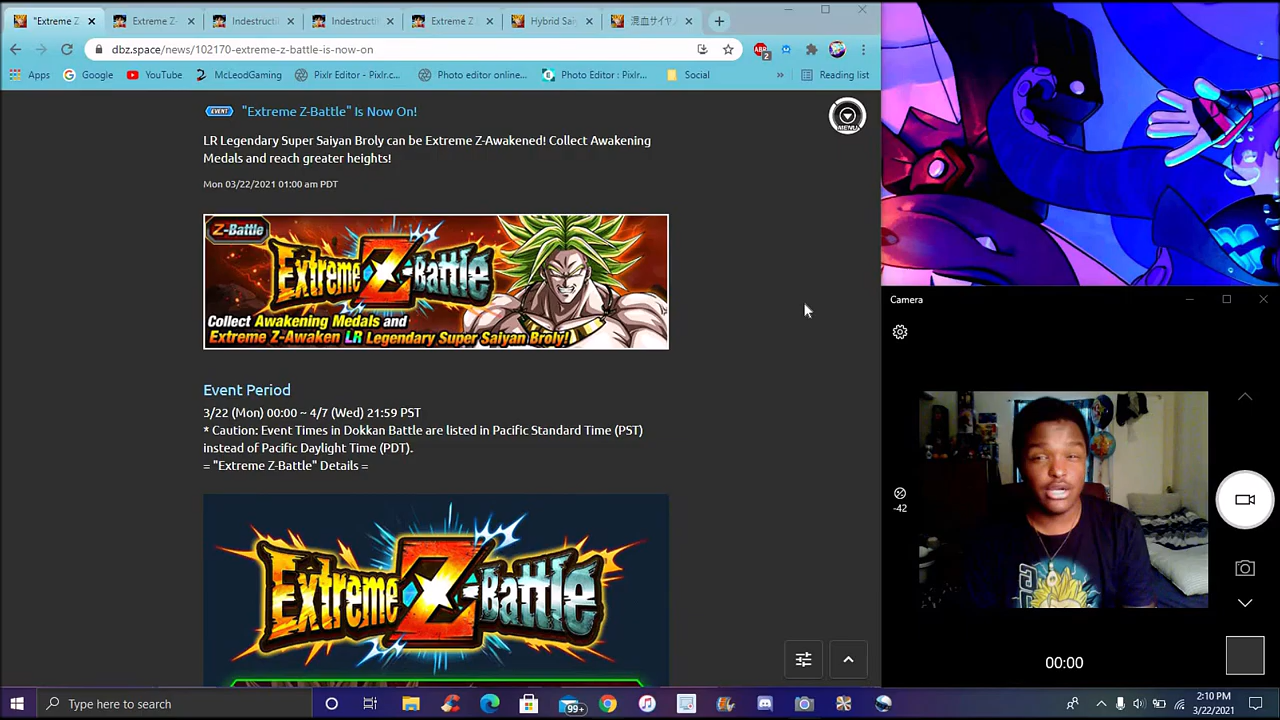 "Extreme Z
Extreme Z-
Indestructi
Indestructi
Extreme Z
Hybrid Sai
混血サイヤ
dbz.space/news/102170-extreme-z-battle-is-now-on
ABP
2
Apps
Google
YouTube
McLeodGaming
Pixlr Editor - Pixlr.c...
Photo editor online...
Photo Editor : Pixlr...
Social
»
Reading list
EVENT "Extreme Z-Battle" Is Now On!
MENU
LR Legendary Super Saiyan Broly can be Extreme Z-Awakened! Collect Awakening
Medals and reach greater heights!
Mon 03/22/2021 01:00 am PDT
Z-Battle
Extreme Z-Battle
Collect Awakening Medals and
Extreme Z-Awaken LR Legendary Super Saiyan Broly!
Event Period
3/22 (Mon) 00:00 ~ 4/7 (Wed) 21:59 PST
* Caution: Event Times in Dokkan Battle are listed in Pacific Standard Time (PST)
instead of Pacific Daylight Time (PDT).
= "Extreme Z-Battle" Details =
Extreme Z-Battle
Camera
-42
00:00
Type here to search
99+
2:10 PM
3/22/2021